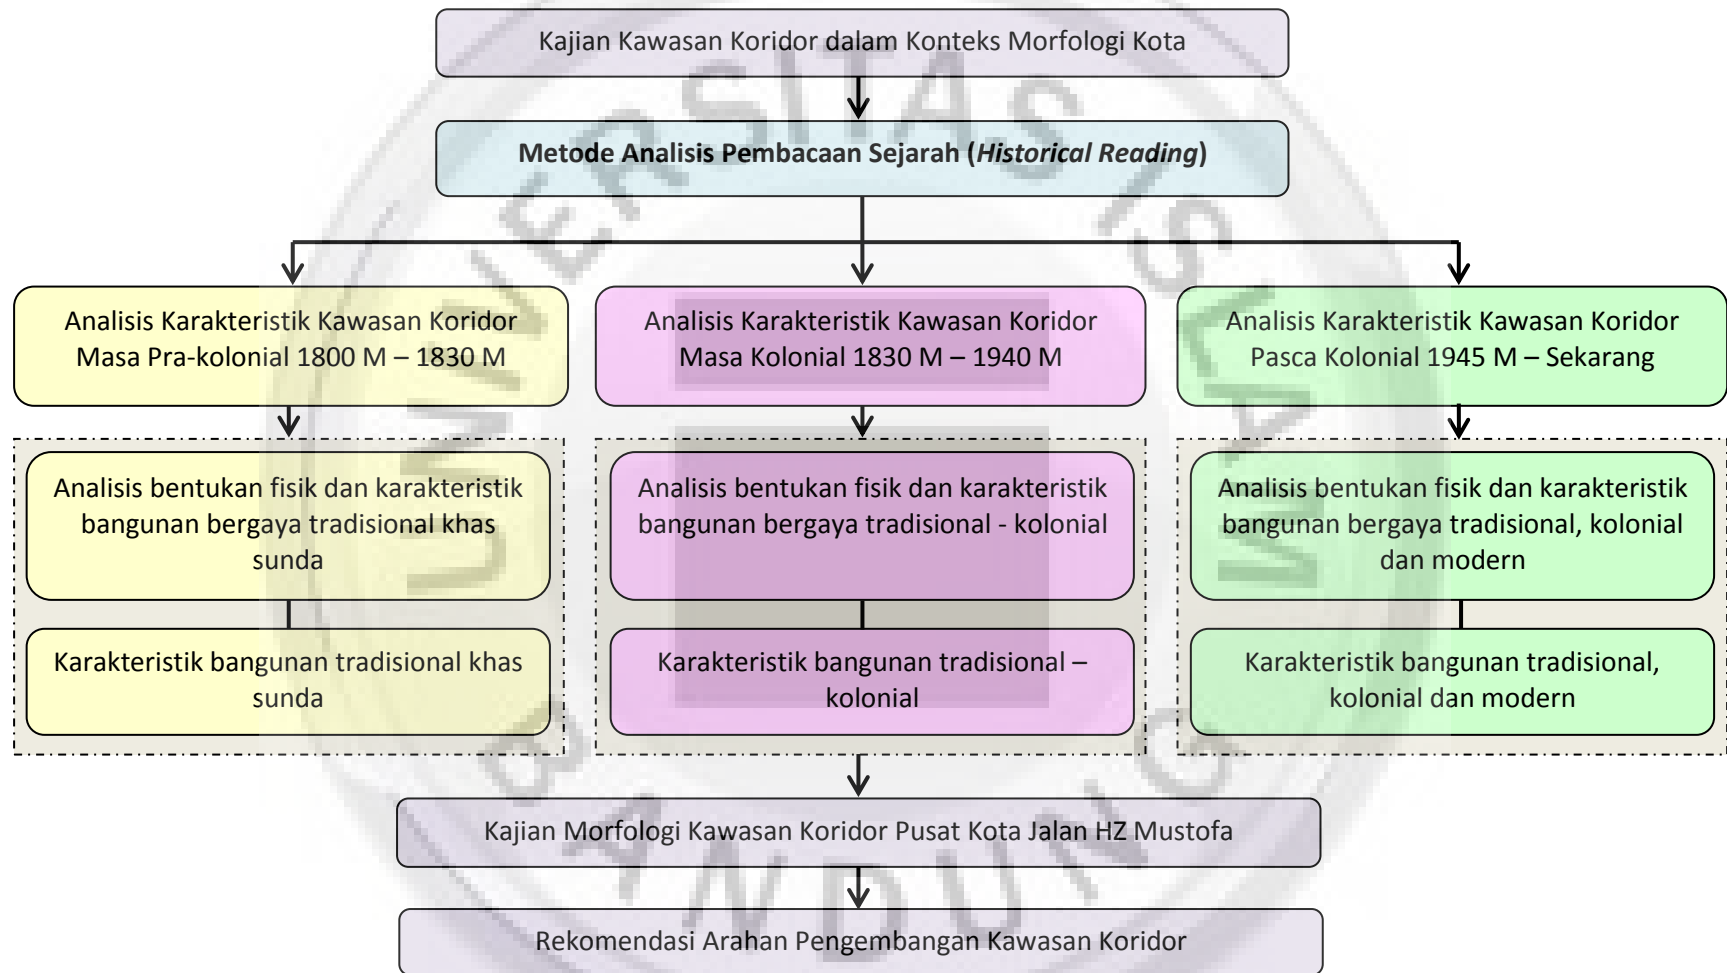 Kajian Kawasan Koridor dalam Konteks Morfologi Kota
Metode Analisis Pembacaan Sejarah (Historical Reading)
Analisis Karakteristik Kawasan Koridor
Masa Pra-kolonial 1800 M – 1830 M
Analisis Karakteristik Kawasan Koridor
Masa Kolonial 1830 M – 1940 M
Analisis Karakteristik Kawasan Koridor
Pasca Kolonial 1945 M – Sekarang
Analisis bentukan fisik dan karakteristik
bangunan bergaya tradisional khas
sunda
Analisis bentukan fisik dan karakteristik
bangunan bergaya tradisional - kolonial
Analisis bentukan fisik dan karakteristik
bangunan bergaya tradisional, kolonial
dan modern
Karakteristik bangunan tradisional khas
sunda
Karakteristik bangunan tradisional –
kolonial
Karakteristik bangunan tradisional,
kolonial dan modern
Kajian Morfologi Kawasan Koridor Pusat Kota Jalan HZ Mustofa
Rekomendasi Arahan Pengembangan Kawasan Koridor
UNIVERSITAS ISLAM
BANDUNG